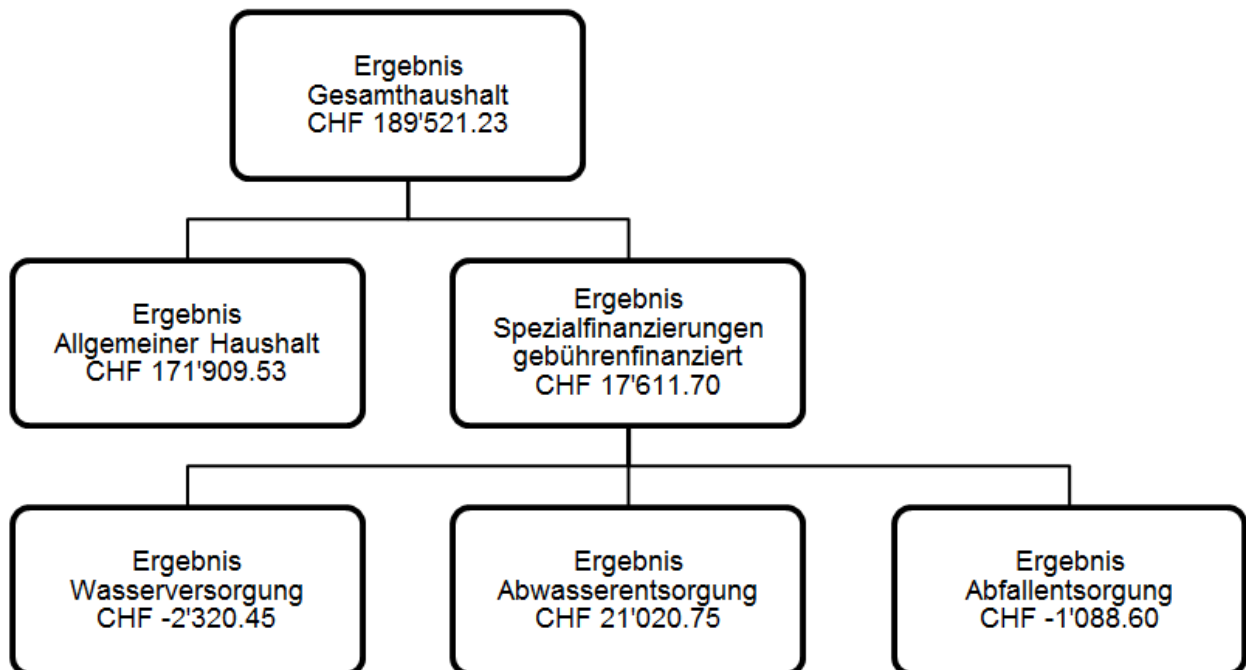 Ergebnis
Gesamthaushalt
CHF 189'521.23
Ergebnis
Allgemeiner Haushalt
CHF 171'909.53
Ergebnis
Spezialfinanzierungen
gebührenfinanziert
CHF 17'611.70
Ergebnis
Wasserversorgung
CHF -2'320.45
Ergebnis
Abwasserentsorgung
CHF 21'020.75
Ergebnis
Abfallentsorgung
CHF -1'088.60